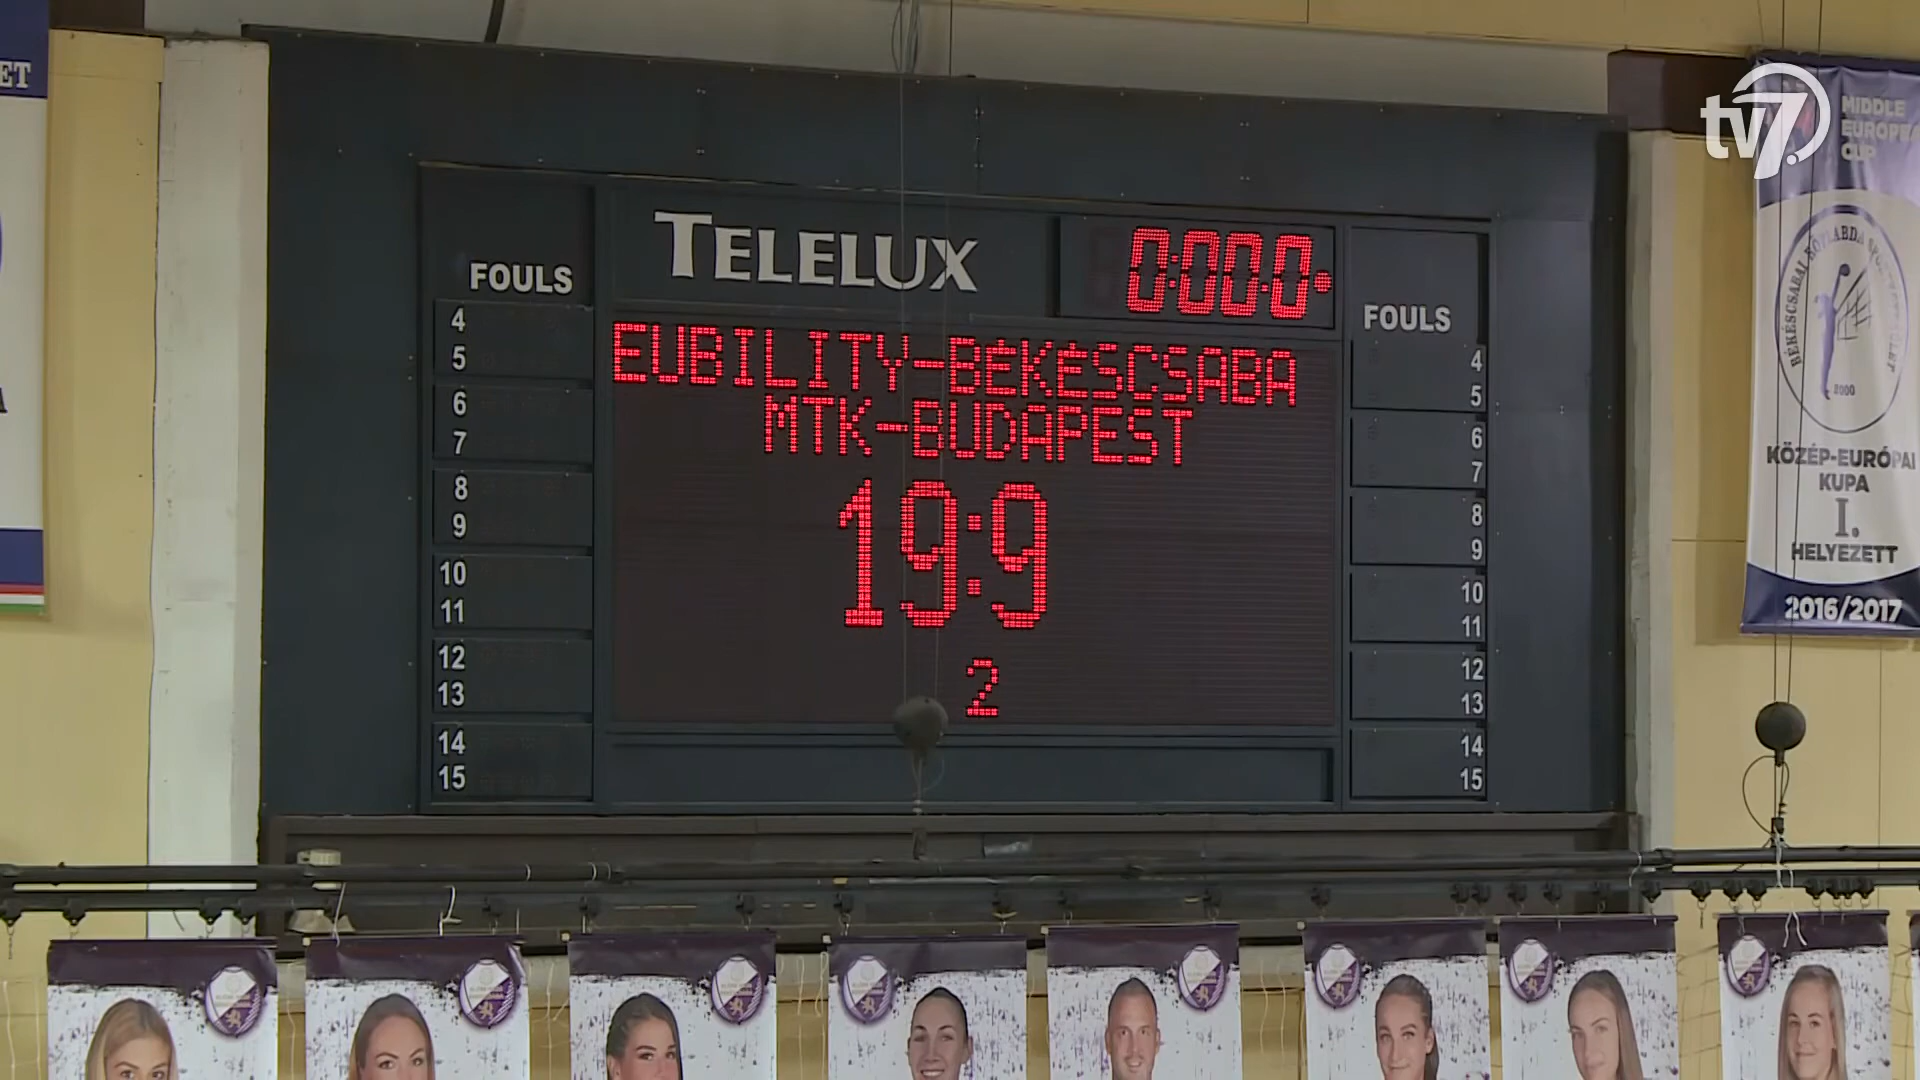 ET
tv7.
MIDDLE
CUP
TELELUX
0:00.0
FOULS
FOULS
EUBILITY-BÉKÉSCSABA
MTK-BUDAPEST
19:9
2
4
5
6
7
8
9
10
11
12
13
14
15
4
5
6
7
8
9
10
11
12
13
14
15
2000
KÖZÉP-EURÓPAI
KUPA
I.
HELYEZETT
2016/2017